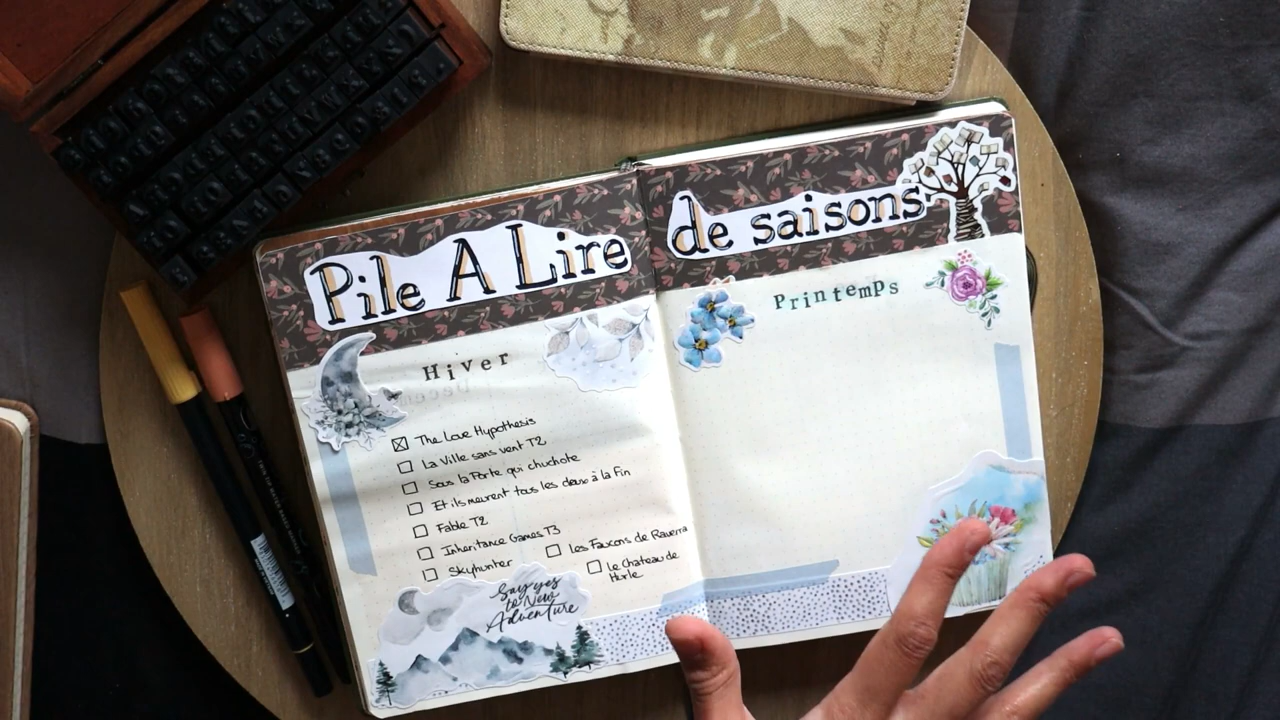 Pile A Lire
de saisons
Hiver
The Love Hypothesis
La Ville sans vent T2
Sous la Porte qui chuchote
Et ils meurent tous les deux à la Fin
Fable T2
Inheritance Games T3
Skyhunter
Les Faucons de Raverra
Le Chateau de
Hurle
Say yes
to New
Adventure
Printemps